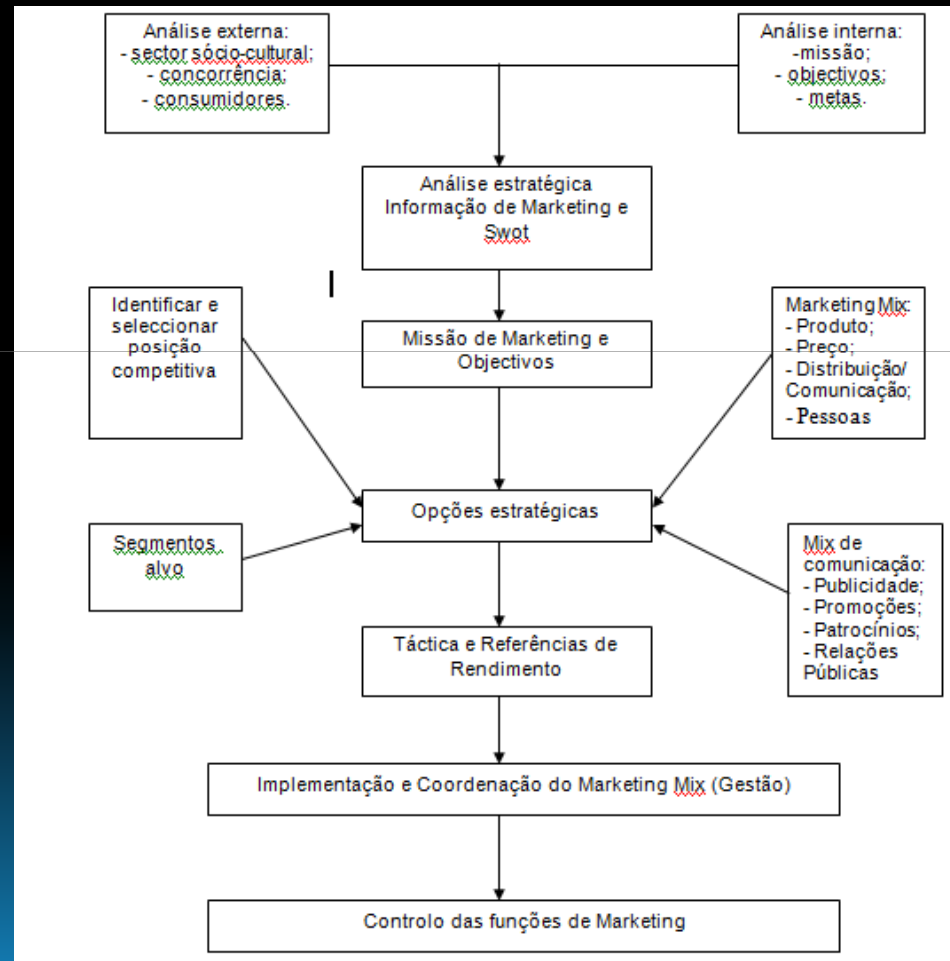 Análise externa:
- sector sócio-cultural;
- concorrência;
- consumidores.
Análise interna:
-missão;
- objectivos;
- metas.
Análise estratégica
Informação de Marketing e
Swot
Identificar e
seleccionar
posição
competitiva
Missão de Marketing e
Objectivos
Marketing Mix:
- Produto;
- Preço;
- Distribuição/
Comunicação;
- Pessoas
Opções estratégicas
Segmentos
alvo
Mix de
comunicação:
- Publicidade;
- Promoções;
- Patrocínios;
- Relações
Públicas
Táctica e Referências de
Rendimento
Implementação e Coordenação do Marketing Mix (Gestão)
Controlo das funções de Marketing